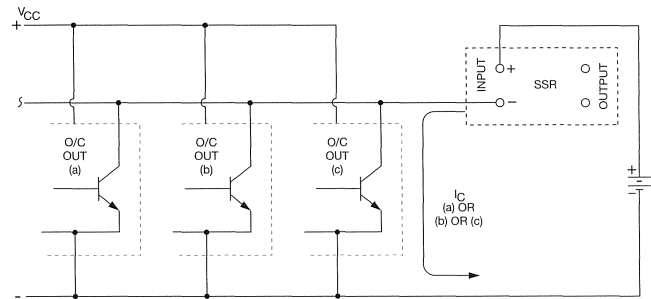 VCC
+
INPUT
+
SSR
OUTPUT
−
O/C
OUT
(a)
O/C
OUT
(b)
O/C
OUT
(c)
IC
(a) OR
(b) OR (c)
+
−
-